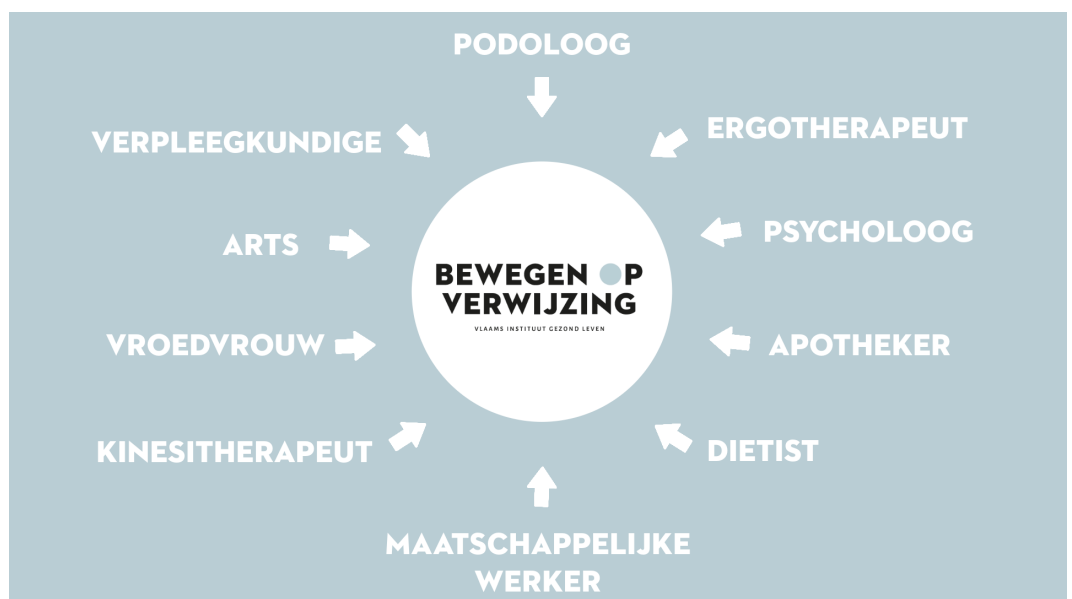 PODOLOOG
VERPLEEGKUNDIGE
ERGOTHERAPEUT
ARTS
PSYCHOLOOG
BEWEGEN OP
VERWIJZING
VLAAMS INSTITUUT GEZOND LEVEN
VROEDVROUW
APOTHEKER
KINESITHERAPEUT
DIETIST
MAATSCHAPPELIJKE
WERKER